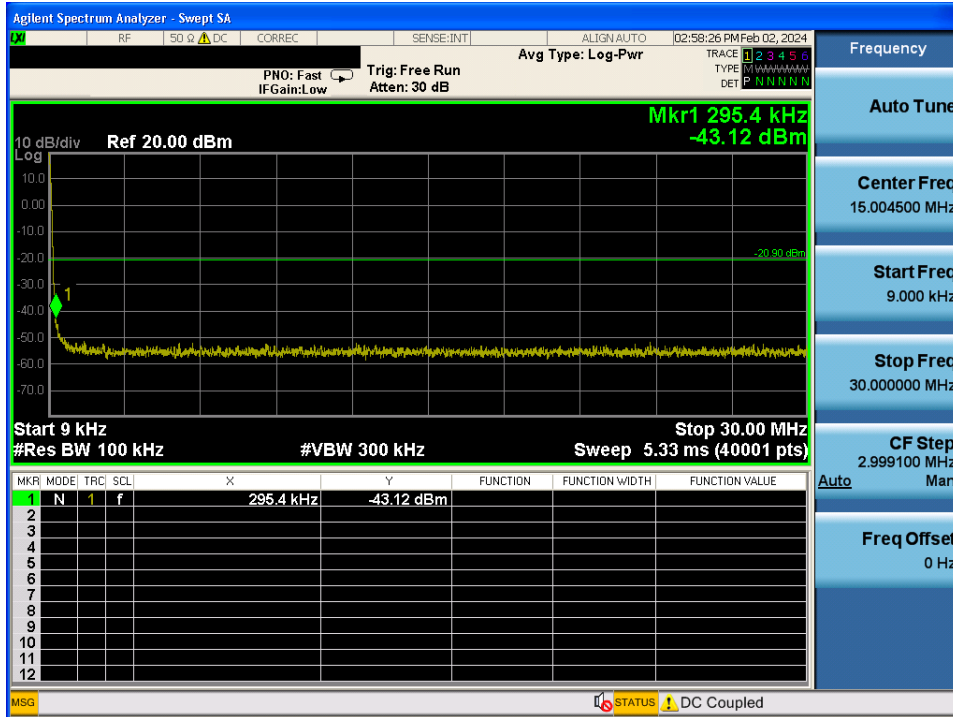 Agilent Spectrum Analyzer - Swept SA
LXI RF 50 Ω DC CORREC SENSE:INT ALIGN AUTO 02:58:26 PM Feb 02, 2024
Avg Type: Log-Pwr TRACE 1 2 3 4 5 6
PNO: Fast Trig: Free Run TYPE M WWWWW
IFGain:Low Atten: 30 dB DET P N N N N N
Frequency
Mkr1 295.4 kHz
-43.12 dBm
10 dB/div Ref 20.00 dBm
Log
10.0
0.00
-10.0
-20.0
-20.90 dBm
-30.0
1
-40.0
-50.0
-60.0
-70.0
Start 9 kHz Stop 30.00 MHz
#Res BW 100 kHz #VBW 300 kHz Sweep 5.33 ms (40001 pts)
MKR MODE TRC SCL X Y FUNCTION FUNCTION WIDTH FUNCTION VALUE
1 N 1 f 295.4 kHz -43.12 dBm
2
3
4
5
6
7
8
9
10
11
12
Auto Tune
Center Freq
15.004500 MHz
Start Freq
9.000 kHz
Stop Freq
30.000000 MHz
CF Step
2.999100 MHz
Auto Man
Freq Offset
0 Hz
MSG STATUS DC Coupled